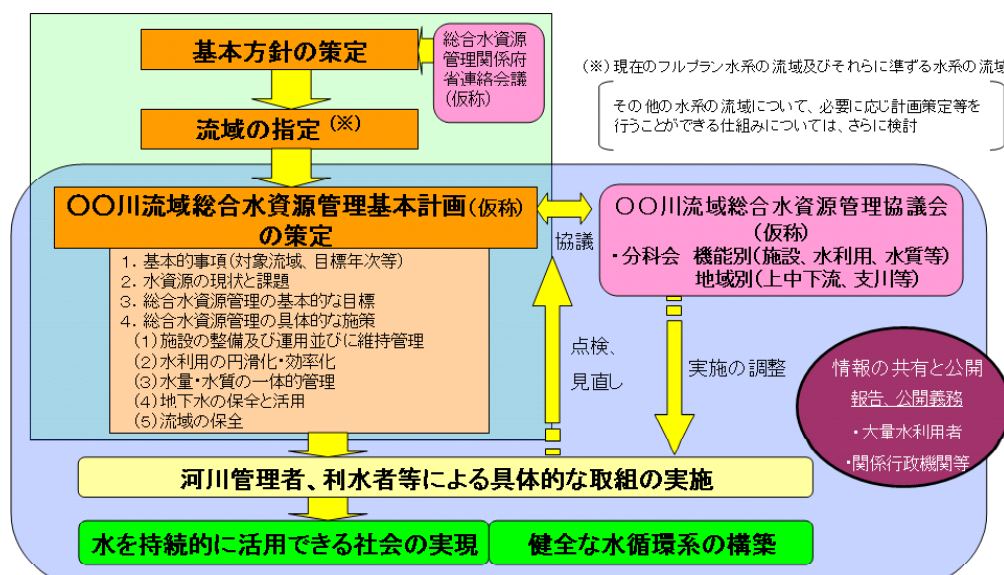 基本方針の策定
総合水資源
管理関係府
省連絡会議
(仮称)
(※)現在のフルプラン水系の流域及びそれらに準ずる水系の流域
その他の水系の流域について、必要に応じ計画策定等を
行うことができる仕組みについては、さらに検討
流域の指定(※)
〇〇川流域総合水資源管理基本計画(仮称)
の策定
協議
〇〇川流域総合水資源管理協議会
(仮称)
・分科会 機能別(施設、水利用、水質等)
地域別(上中下流、支川等)
1. 基本的事項(対象流域、目標年次等)
2. 水資源の現状と課題
3. 総合水資源管理の基本的な目標
4. 総合水資源管理の具体的な施策
(1)施設の整備及び運用並びに維持管理
(2)水利用の円滑化・効率化
(3)水量・水質の一体的管理
(4)地下水の保全と活用
(5)流域の保全
点検、
見直し
実施の調整
情報の共有と公開
報告、公開義務
・大量水利用者
・関係行政機関等
河川管理者、利水者等による具体的な取組の実施
水を持続的に活用できる社会の実現
健全な水循環系の構築